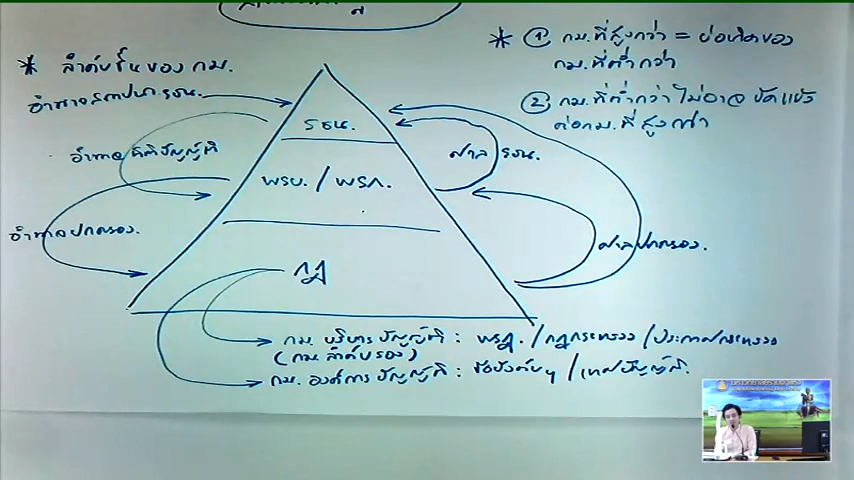 * ลำดับชั้นของ กม.
อำนาจสถาปนา รธน.
อำนาจนิติบัญญัติ
อำนาจปกครอง.
รธน.
พรบ. / พรก.
กฎ
ศาล รธน.
ศาลปกครอง.
* ① กม. ที่สูงกว่า = บ่อเกิดของ
กม. ที่ต่ำกว่า
② กม. ที่ต่ำกว่า ไม่อาจ ขัดแย้ง
ต่อกม. ที่สูงกว่า
กม. บริหารบัญญัติ : พรฎ. / กฎกระทรวง / ประกาศกระทรวง
(กม. ลำดับรอง)
กม. องค์การบัญญัติ : ข้อบังคับฯ / เทศบัญญัติ.